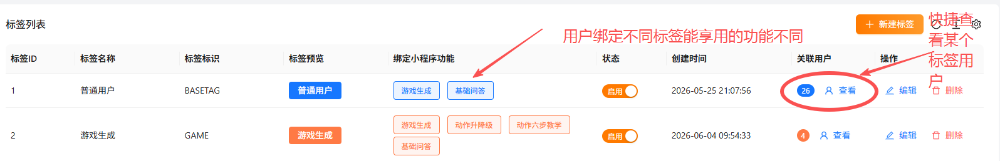 标签列表
新建标签
快捷查看某个标签用户
用户绑定不同标签能享用的功能不同
标签ID 标签名称 标签标识 标签预览 绑定小程序功能 状态 创建时间 关联用户 操作
1 普通用户 BASETAG 普通用户 游戏生成 基础问答 启用 2026-05-25 21:07:56 26 查看 编辑 删除
2 游戏生成 GAME 游戏生成 游戏生成 动作升降级 动作六步教学 启用 2026-06-04 09:54:33 4 查看 编辑 删除
基础问答